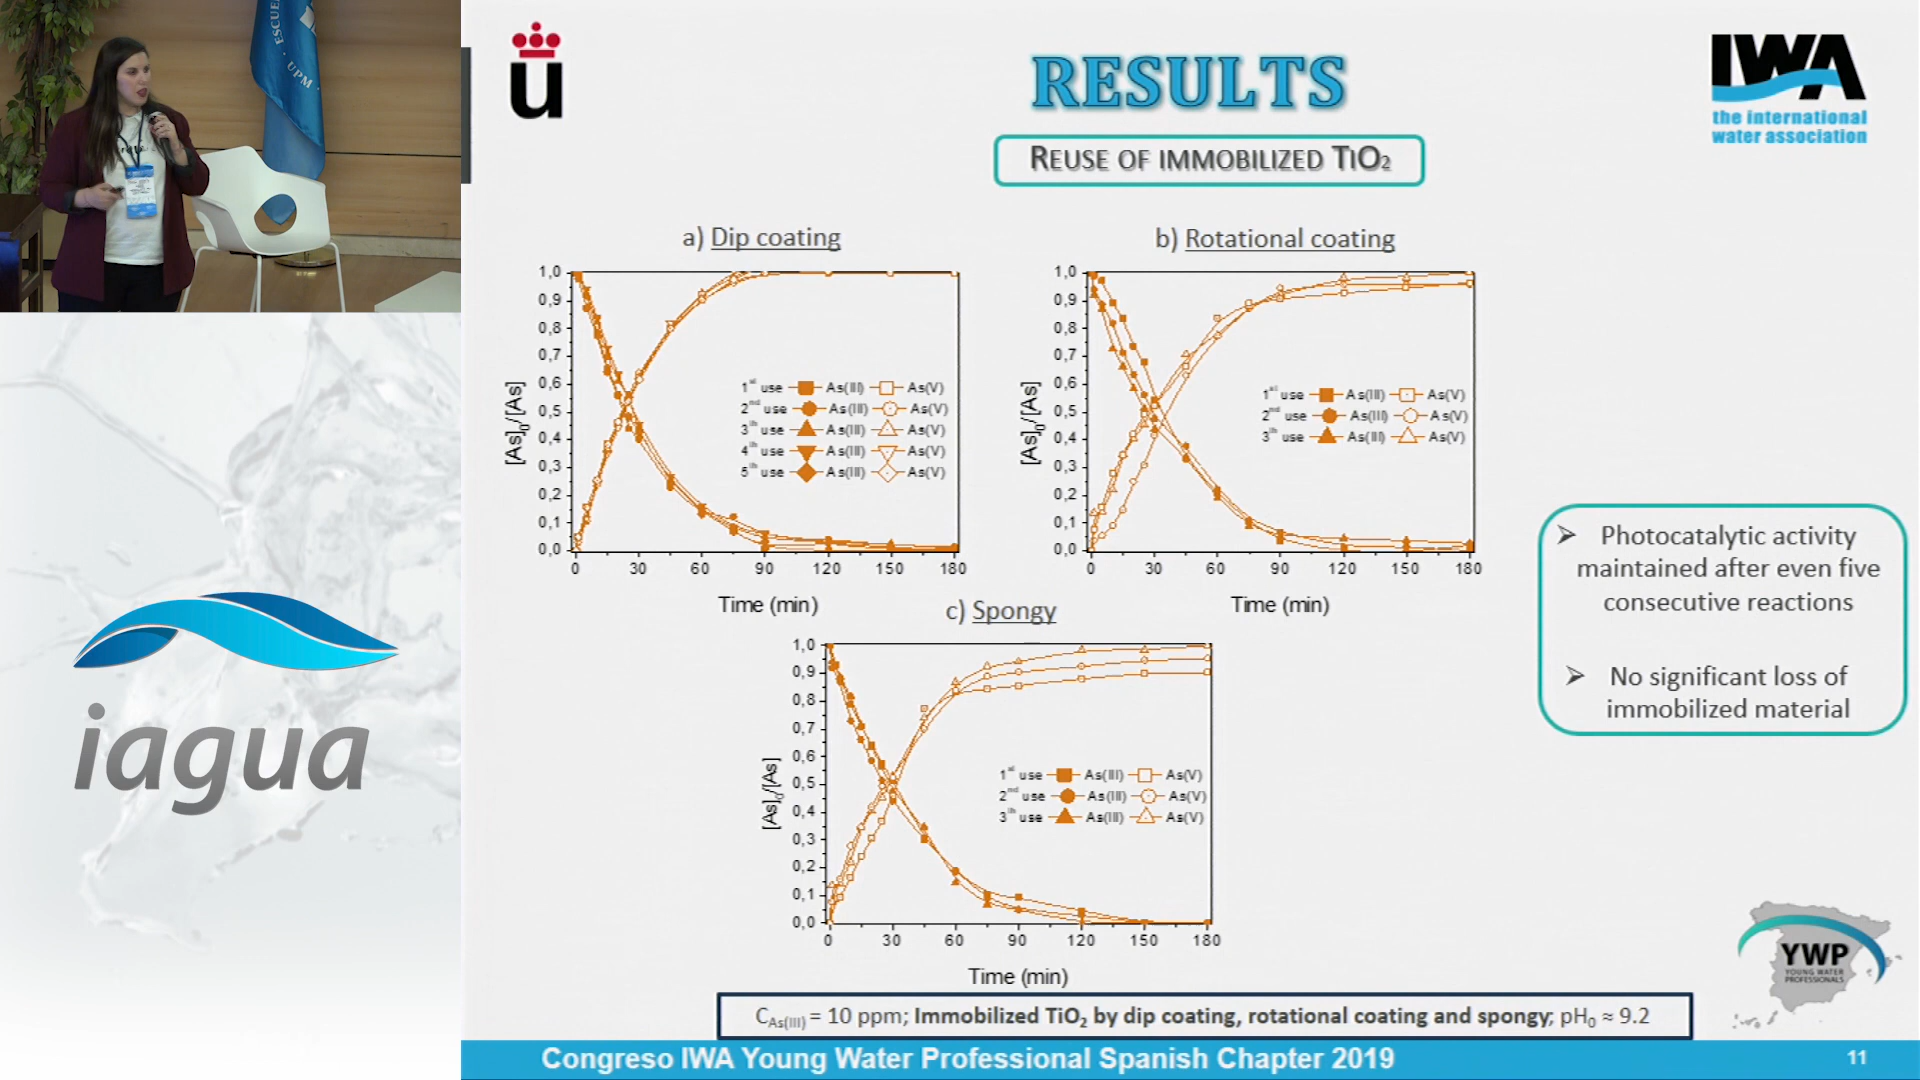 ESCUE
UPM
iagua
ü
RESULTS
IWA
the international
water association
REUSE OF IMMOBILIZED TiO2
a) Dip coating
1,0
0,9
0,8
0,7
0,6
0,5
0,4
0,3
0,2
0,1
0,0
[As]0/[As]
1st use As(III) As(V)
2nd use As(III) As(V)
3th use As(III) As(V)
4th use As(III) As(V)
5th use As(III) As(V)
0 30 60 90 120 150 180
Time (min)
b) Rotational coating
1,0
0,9
0,8
0,7
0,6
0,5
0,4
0,3
0,2
0,1
0,0
[As]0/[As]
1st use As(III) As(V)
2nd use As(III) As(V)
3th use As(III) As(V)
0 30 60 90 120 150 180
Time (min)
c) Spongy
1,0
0,9
0,8
0,7
0,6
0,5
0,4
0,3
0,2
0,1
0,0
[As]0/[As]
1st use As(III) As(V)
2nd use As(III) As(V)
3th use As(III) As(V)
0 30 60 90 120 150 180
Time (min)
➢ Photocatalytic activity
maintained after even five
consecutive reactions
➢ No significant loss of
immobilized material
YWP
YOUNG WATER
PROFESSIONALS
CAs(III) = 10 ppm; Immobilized TiO2 by dip coating, rotational coating and spongy; pH0 ≈ 9.2
Congreso IWA Young Water Professional Spanish Chapter 2019
11